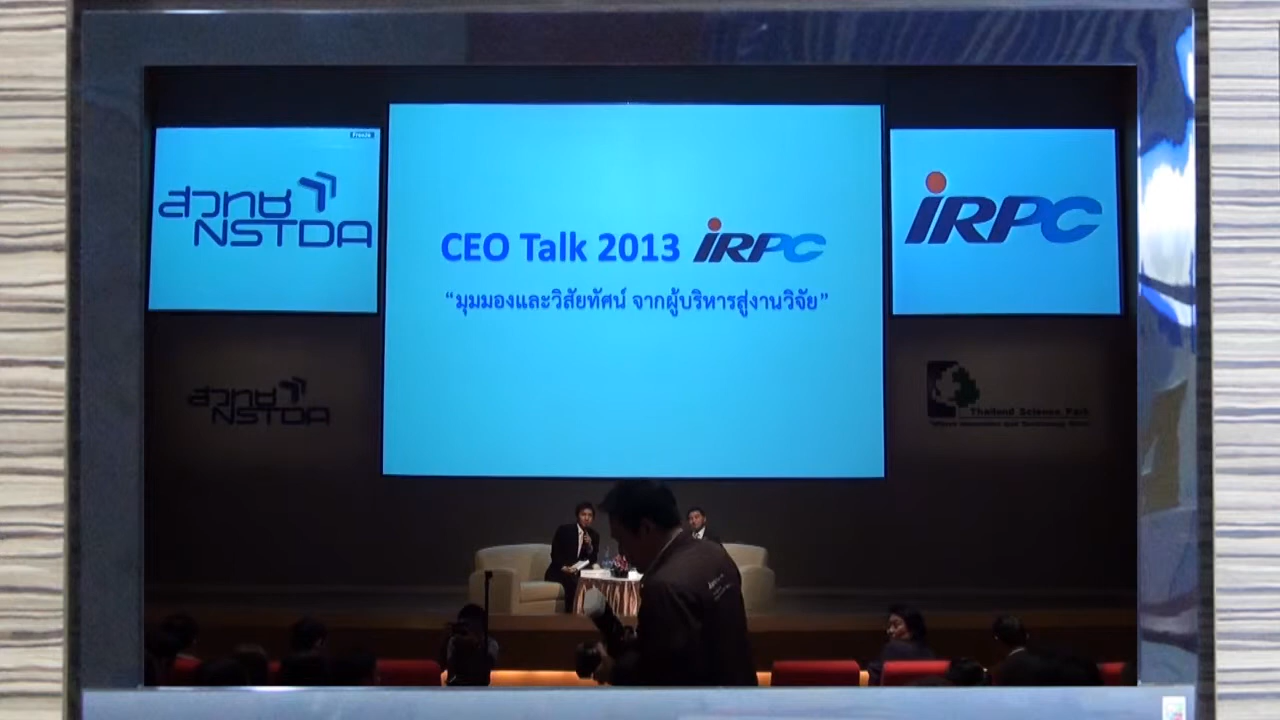 Freeze
สวทช
NSTDA
CEO Talk 2013 iRPC
“มุมมองและวิสัยทัศน์ จากผู้บริหารสู่งานวิจัย”
iRPC
สวทช
NSTDA
Thailand Science Park